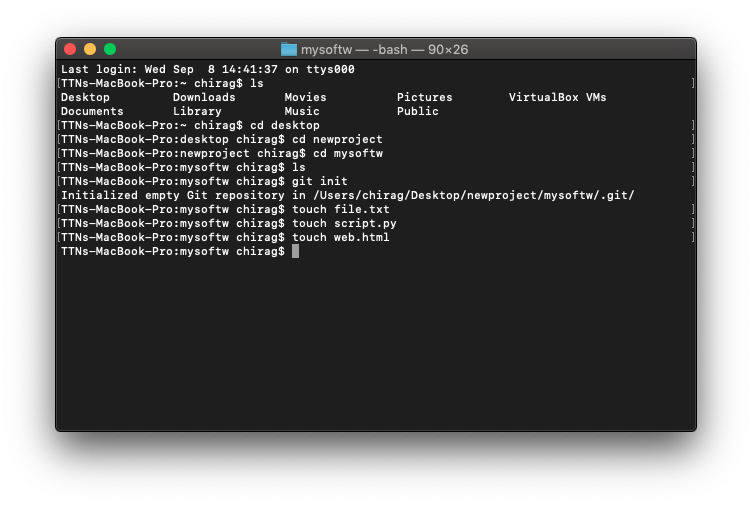 mysoftw — -bash — 90×26
Last login: Wed Sep  8 14:41:37 on ttys000
[TTNs-MacBook-Pro:~ chirag$ ls ]
Desktop Downloads Movies Pictures VirtualBox VMs
Documents Library Music Public
[TTNs-MacBook-Pro:~ chirag$ cd desktop ]
[TTNs-MacBook-Pro:desktop chirag$ cd newproject ]
[TTNs-MacBook-Pro:newproject chirag$ cd mysoftw ]
[TTNs-MacBook-Pro:mysoftw chirag$ ls ]
[TTNs-MacBook-Pro:mysoftw chirag$ git init ]
Initialized empty Git repository in /Users/chirag/Desktop/newproject/mysoftw/.git/
[TTNs-MacBook-Pro:mysoftw chirag$ touch file.txt ]
[TTNs-MacBook-Pro:mysoftw chirag$ touch script.py ]
[TTNs-MacBook-Pro:mysoftw chirag$ touch web.html ]
TTNs-MacBook-Pro:mysoftw chirag$